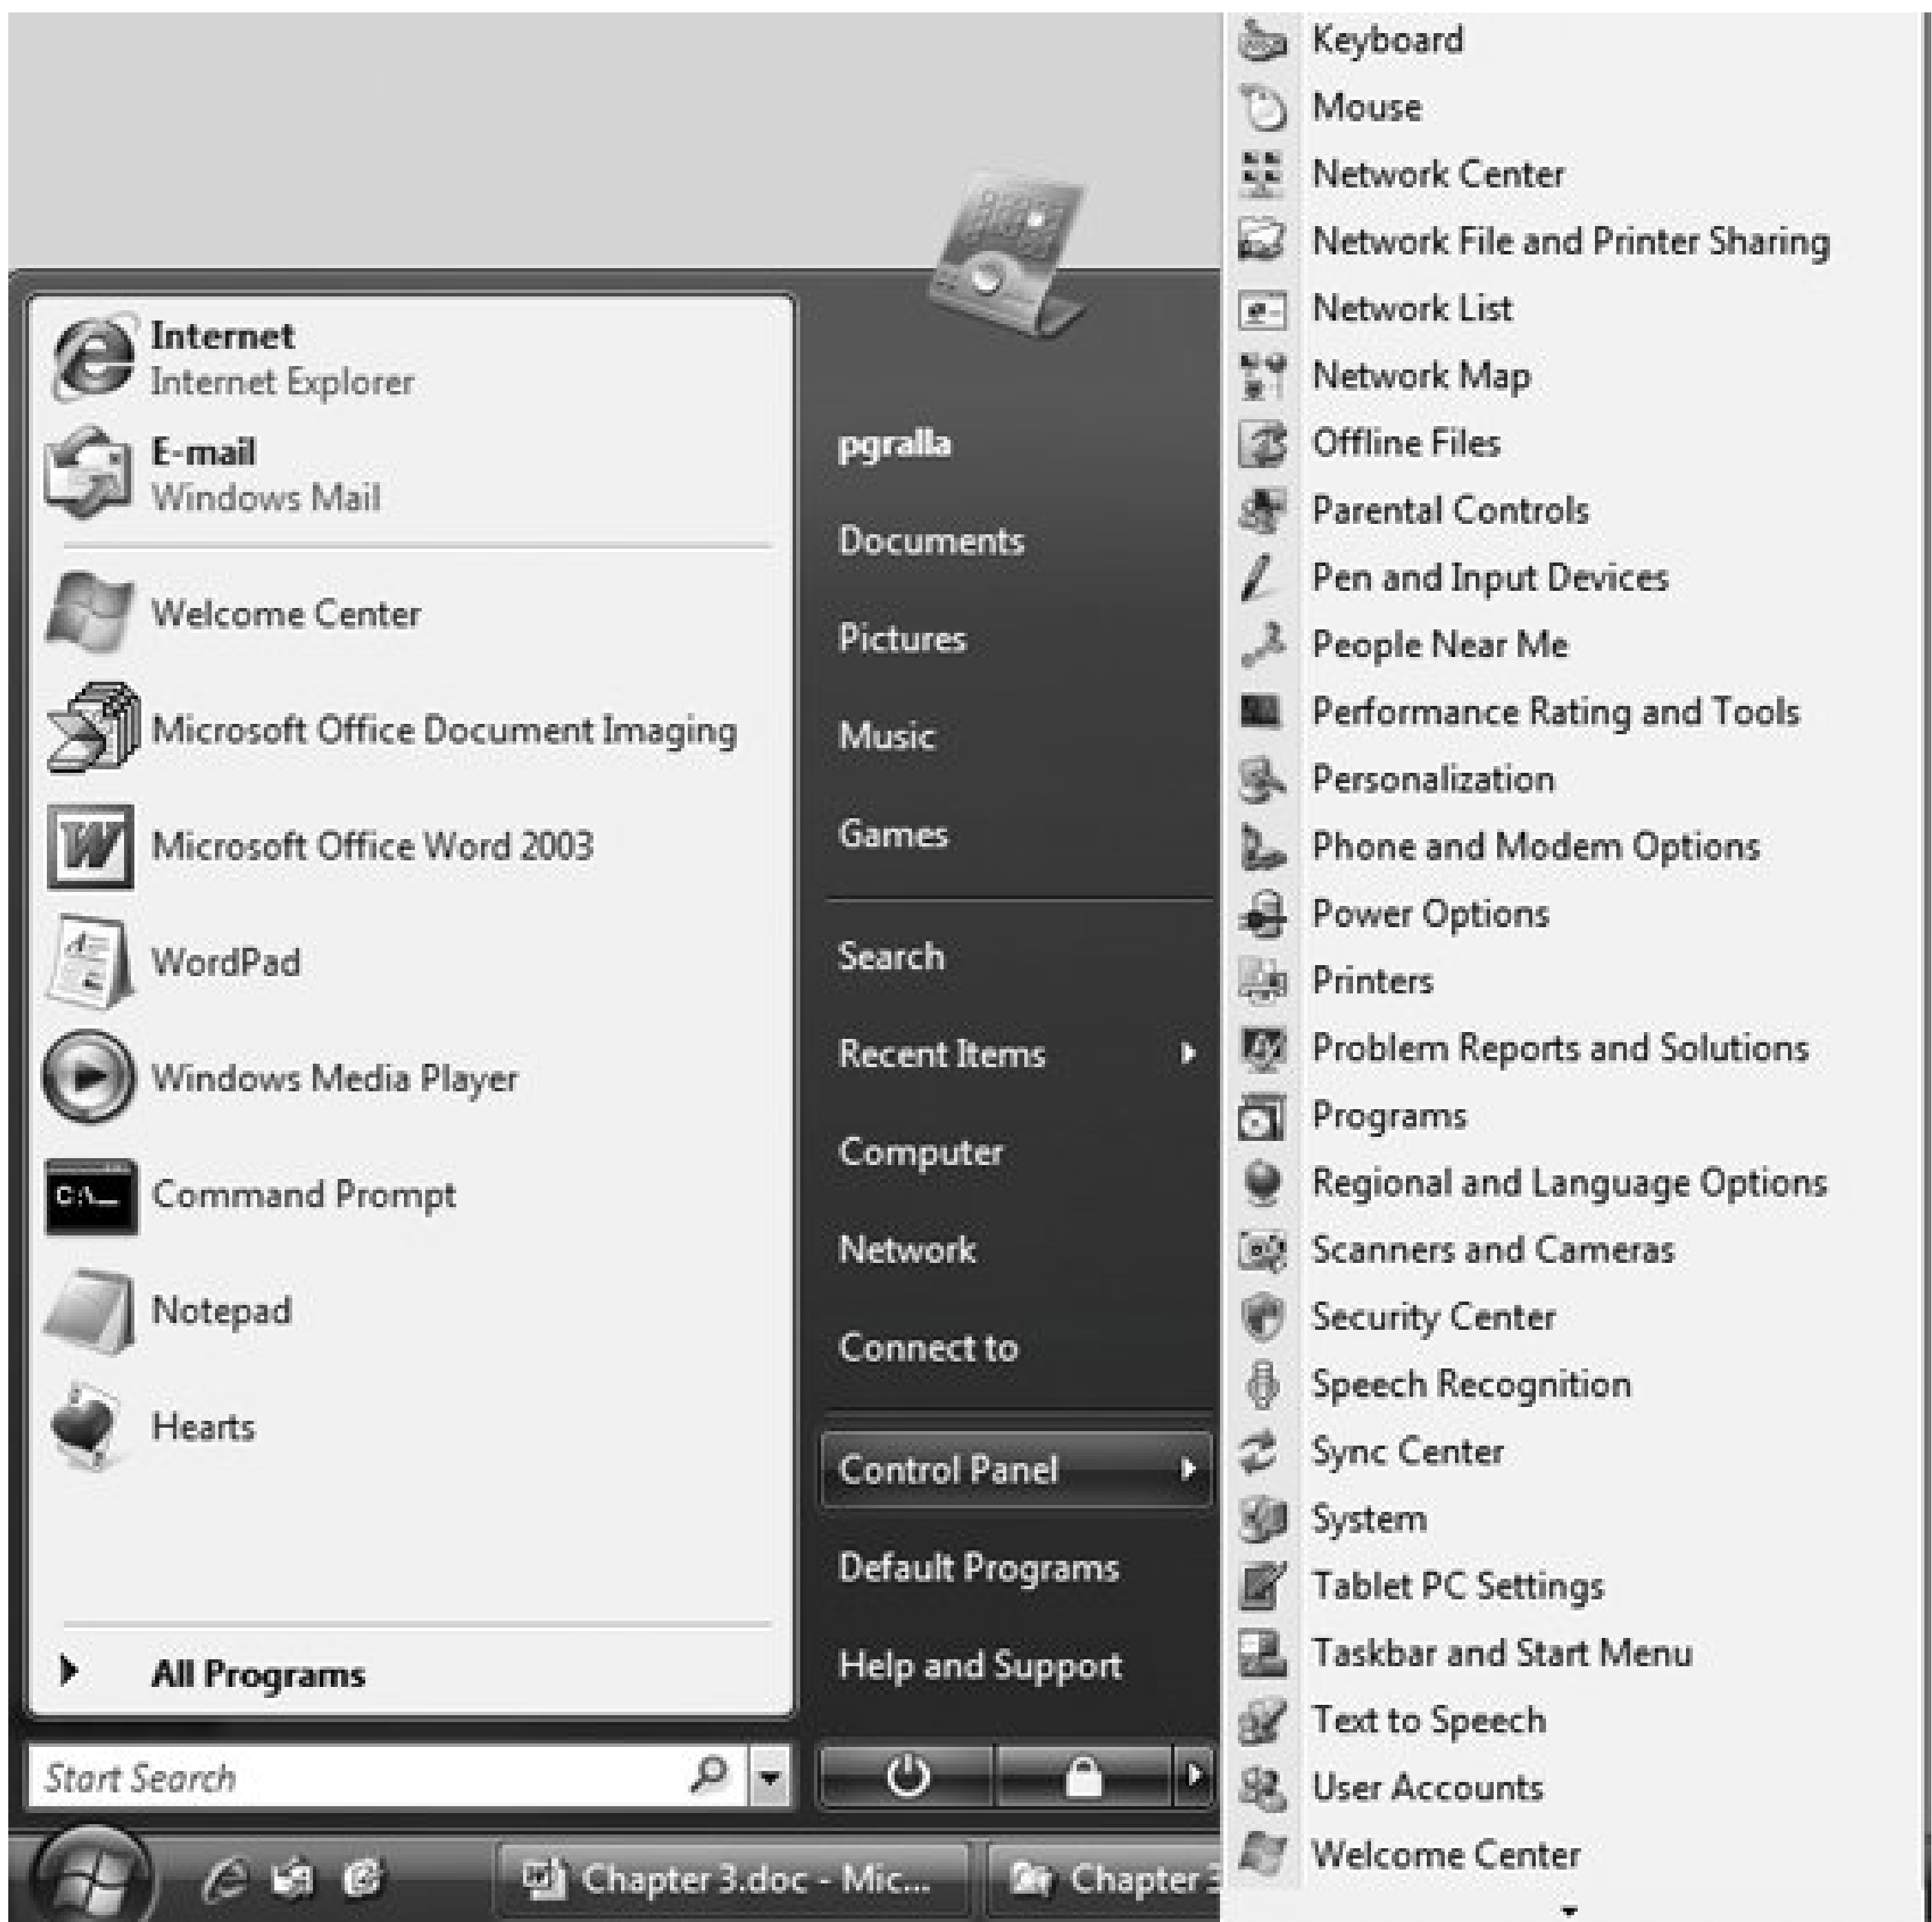 Internet
Internet Explorer
E-mail
Windows Mail
Welcome Center
Microsoft Office Document Imaging
Microsoft Office Word 2003
WordPad
Windows Media Player
C:\_
Command Prompt
Notepad
Hearts
All Programs
Start Search
pgralla
Documents
Pictures
Music
Games
Search
Recent Items
Computer
Network
Connect to
Control Panel
Default Programs
Help and Support
Keyboard
Mouse
Network Center
Network File and Printer Sharing
Network List
Network Map
Offline Files
Parental Controls
Pen and Input Devices
People Near Me
Performance Rating and Tools
Personalization
Phone and Modem Options
Power Options
Printers
Problem Reports and Solutions
Programs
Regional and Language Options
Scanners and Cameras
Security Center
Speech Recognition
Sync Center
System
Tablet PC Settings
Taskbar and Start Menu
Text to Speech
User Accounts
Welcome Center
Chapter 3.doc - Mic...
Chapter 3